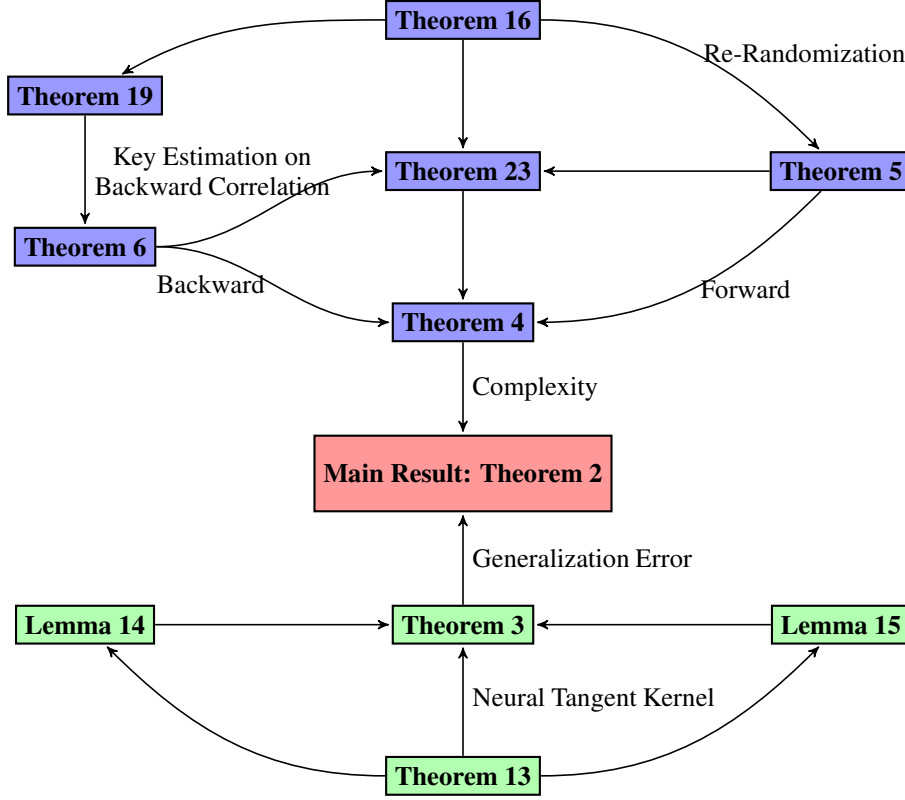 Theorem 16
Re-Randomization
Theorem 19
Key Estimation on
Backward Correlation
Theorem 23
Theorem 5
Theorem 6
Backward
Forward
Theorem 4
Complexity
Main Result: Theorem 2
Generalization Error
Lemma 14
Theorem 3
Lemma 15
Neural Tangent Kernel
Theorem 13